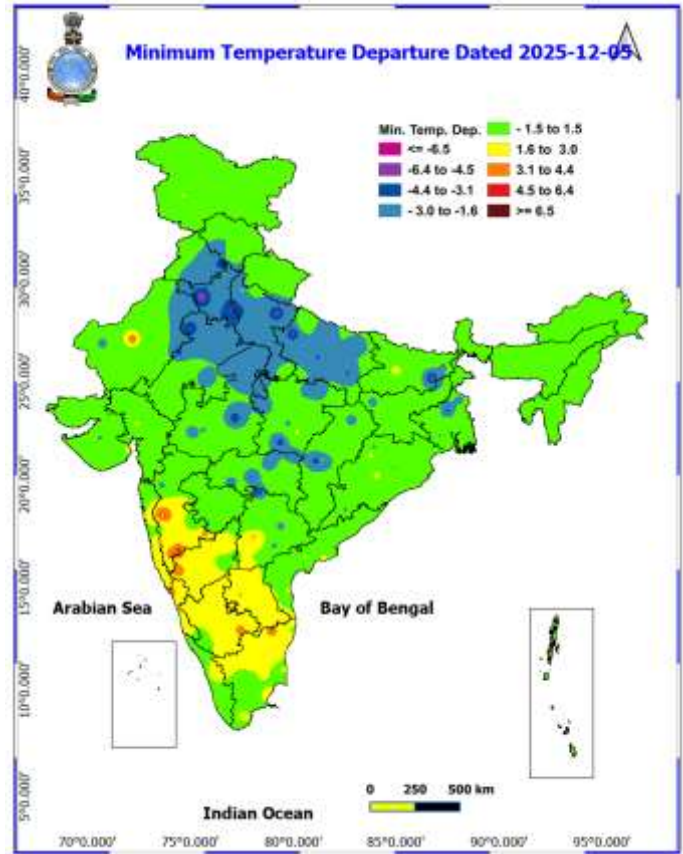 Minimum Temperature Departure Dated 2025-12-05
Min. Temp. Dep.
<= -6.5
-6.4 to -4.5
-4.4 to -3.1
- 3.0 to -1.6
- 1.5 to 1.5
1.6 to 3.0
3.1 to 4.4
4.5 to 6.4
>= 6.5
40°0.000'
35°0.000'
30°0.000'
25°0.000'
20°0.000'
15°0.000'
10°0.000'
5°0.000'
Arabian Sea
Bay of Bengal
Indian Ocean
0 250 500 km
70°0.000' 75°0.000' 80°0.000' 85°0.000' 90°0.000' 95°0.000'